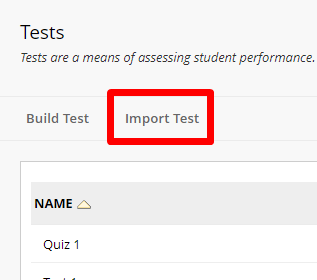 Tests
Tests are a means of assessing student performance.
Build Test
Import Test
NAME
Quiz 1